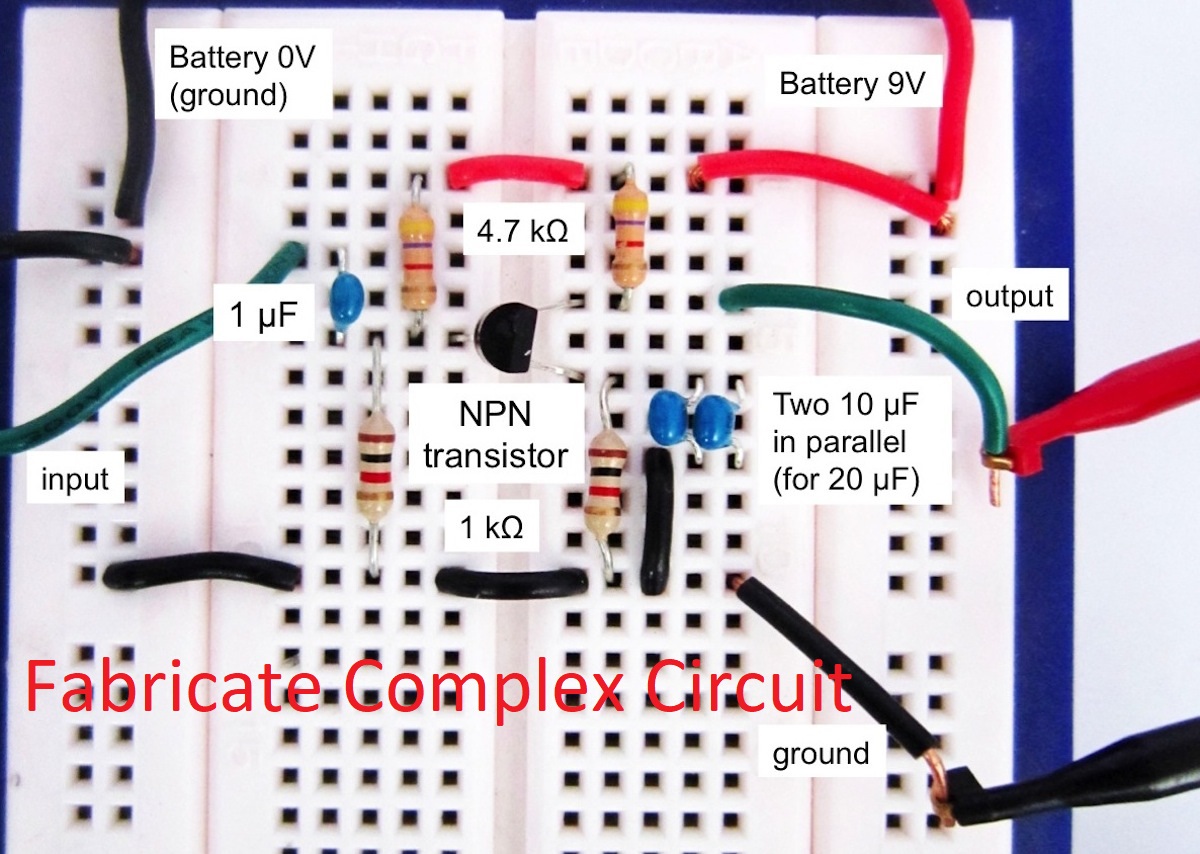 Battery 0V
(ground)
Battery 9V
4.7 kΩ
1 µF
output
NPN
transistor
Two 10 µF
in parallel
(for 20 µF)
input
1 kΩ
Fabricate Complex Circuit
ground